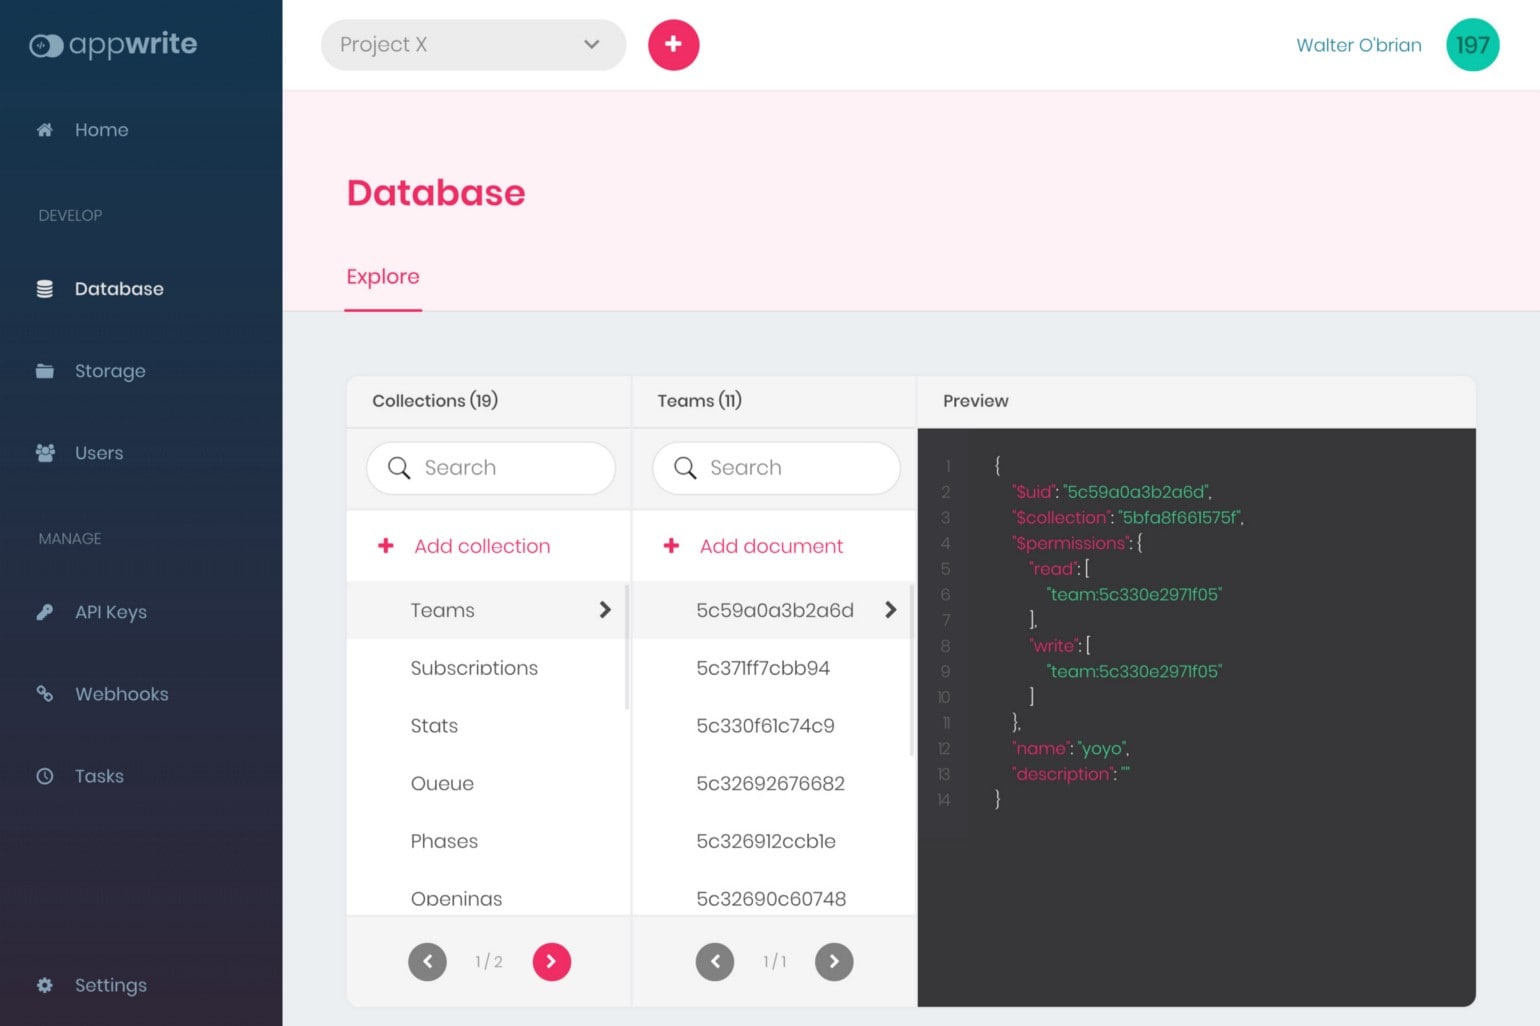 appwrite
Project X
Walter O'brian
197
Home
DEVELOP
Database
Storage
Users
MANAGE
API Keys
Webhooks
Tasks
Settings
Database
Explore
Collections (19)
Search
Add collection
Teams
Subscriptions
Stats
Queue
Phases
Openings
1 / 2
Teams (11)
Search
Add document
5c59a0a3b2a6d
5c371ff7cbb94
5c330f61c74c9
5c32692676682
5c326912ccb1e
5c32690c60748
1 / 1
Preview
1 {
2 "$uid": "5c59a0a3b2a6d",
3 "$collection": "5bfa8f661575f",
4 "$permissions": {
5 "read": [
6 "team:5c330e2971f05"
7 ],
8 "write": [
9 "team:5c330e2971f05"
10 ]
11 },
12 "name": "yoyo",
13 "description": ""
14 }